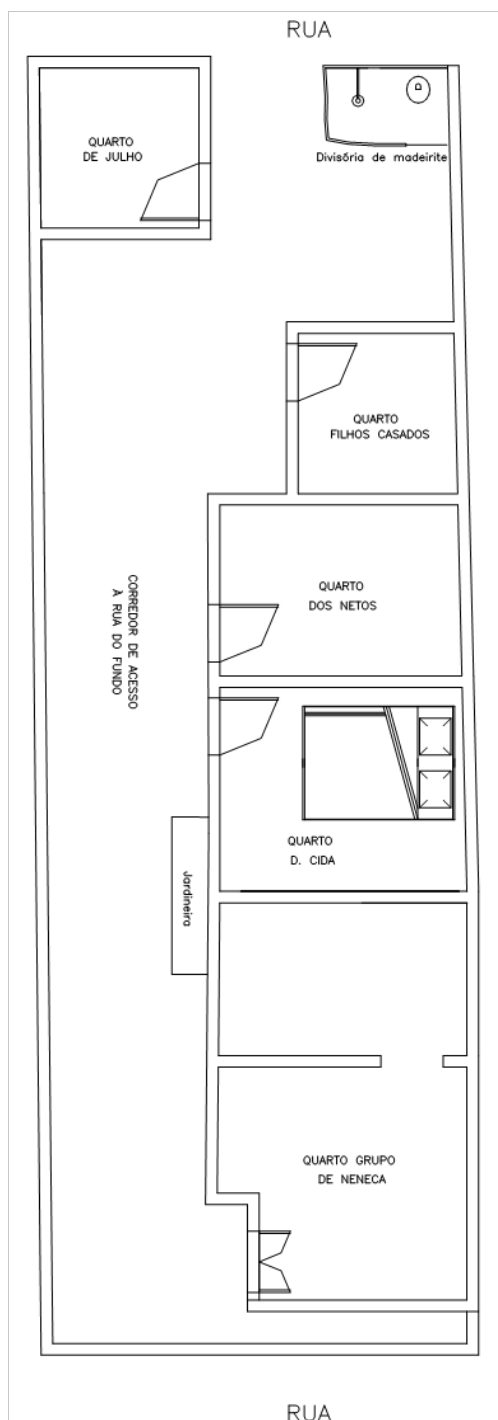 RUA
QUARTO
DE JULHO
Divisória de madeirite
QUARTO
FILHOS CASADOS
QUARTO
DOS NETOS
CORREDOR DE ACESSO
À RUA DO FUNDO
QUARTO
D. CIDA
Jardineira
QUARTO GRUPO
DE NENECA
RUA